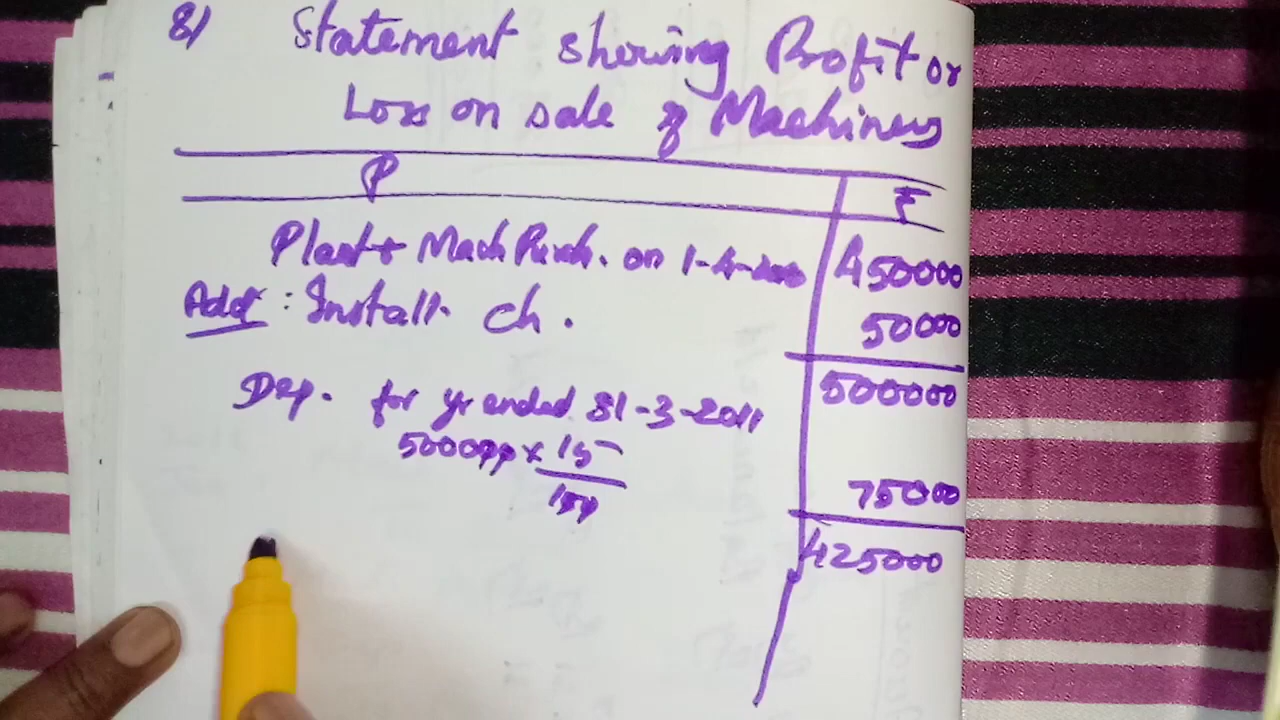 8) Statement showing Profit or
Loss on sale of Machinery
P ₹
Plant + Mach Purch. on 1-4- 450000
Add : Install. ch. 50000
500000
Dep. for yr ended 31-3-2011
500000 × 15
100 75000
425000